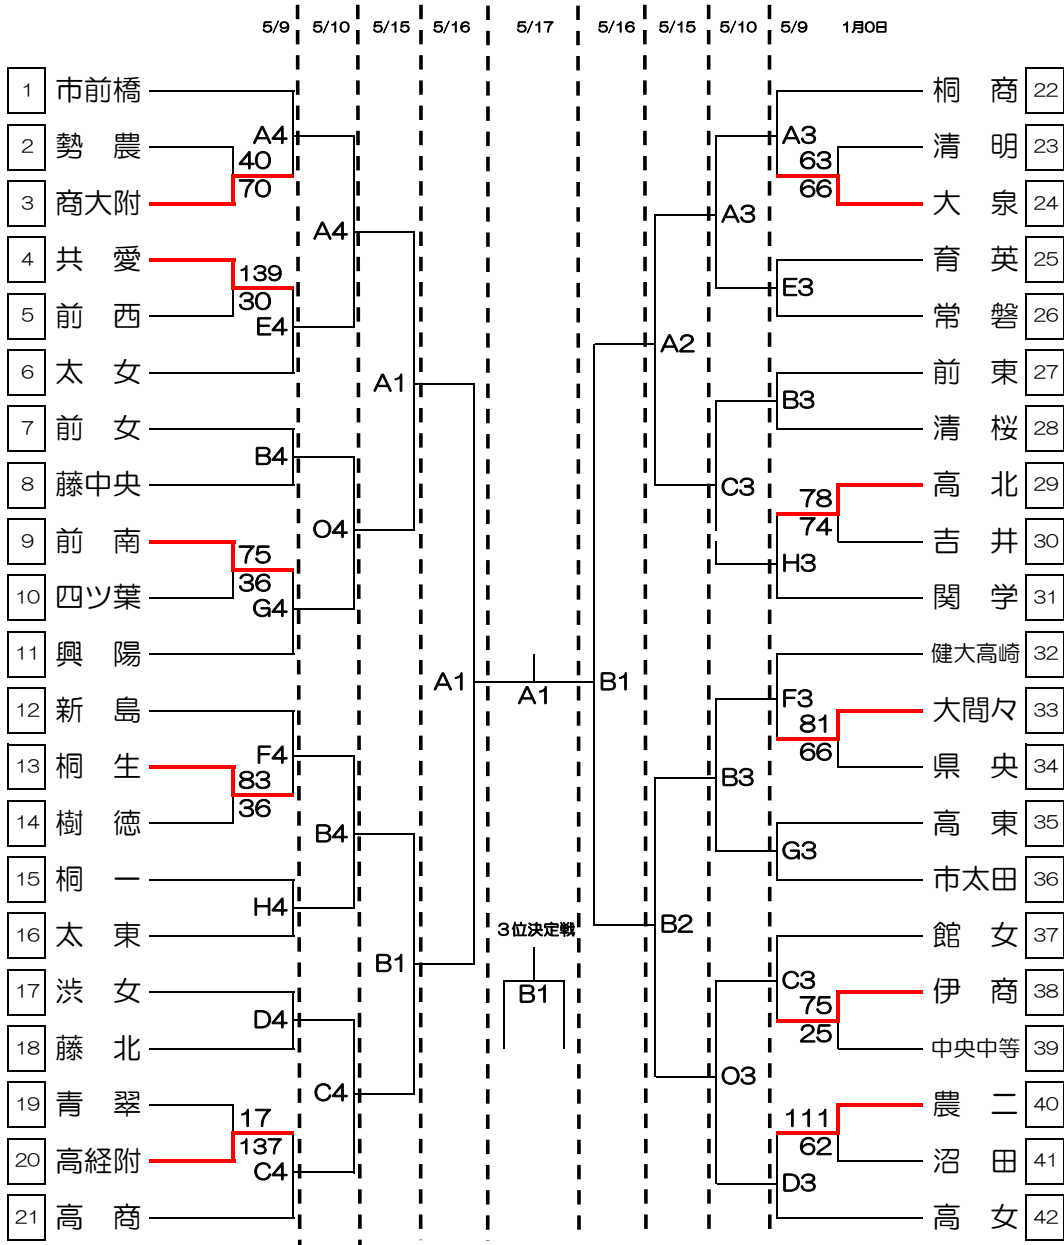 5/9 5/10 5/15 5/16 5/17 5/16 5/15 5/10 5/9 1月0日
1 市前橋 桐 商 22
A4 A3
2 勢 農 清 明 23
40 63
70 66
3 商大附 大 泉 24
A4 A3
4 共 愛 育 英 25
139 E3
30
5 前 西 常 磐 26
E4 A2
6 太 女 前 東 27
A1 B3
7 前 女 清 桜 28
B4
8 藤中央 高 北 29
C3
78
O4 74
9 前 南 吉 井 30
75 H3
36
10 四ツ葉 関 学 31
G4
11 興 陽 健大高崎 32
A1 A1 B1
F3
12 新 島 大間々 33
81
F4 66
13 桐 生 県 央 34
83 B3
36
14 樹 徳 高 東 35
B4 G3
15 桐 一 市太田 36
H4
16 太 東 3位決定戦 B2 館 女 37
B1 C3
17 渋 女 B1 伊 商 38
75
D4 25
18 藤 北 中央中等 39
C4 O3
19 青 翠 農 二 40
17 111
137 62
20 高経附 沼 田 41
C4 D3
21 高 商 高 女 42